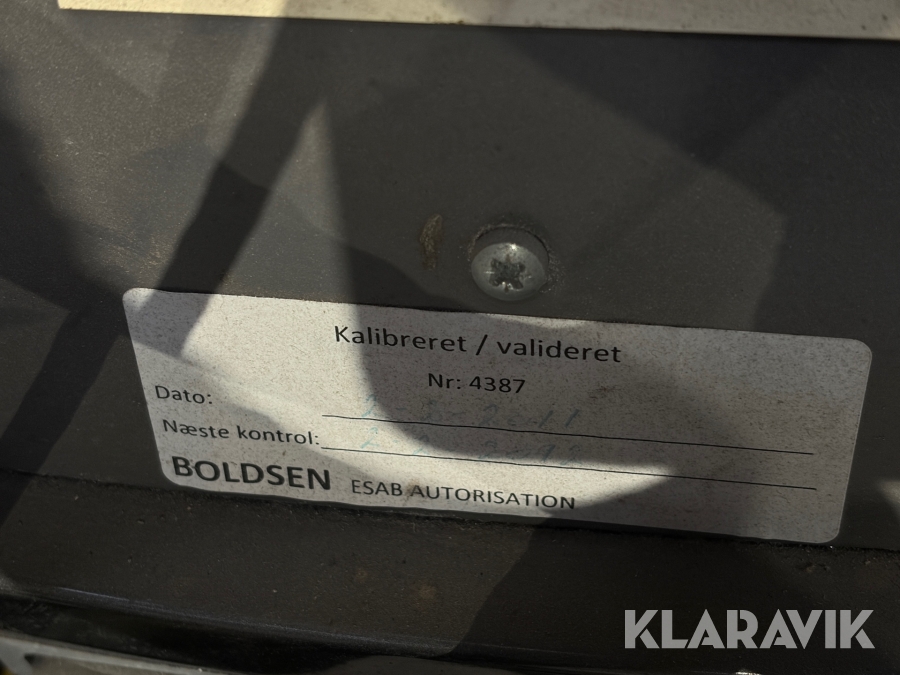 Kalibreret / valideret
Nr: 4387
Dato:
Næste kontrol:
BOLDSEN ESAB AUTORISATION
KLARAVIK